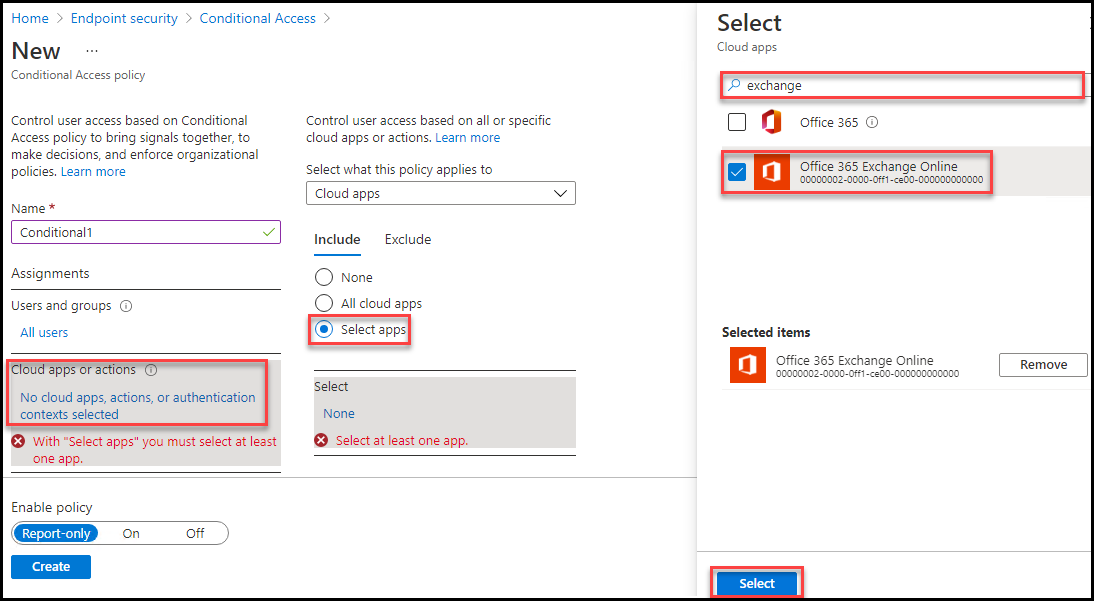 Home > Endpoint security > Conditional Access >
New ...
Conditional Access policy
Control user access based on Conditional
Access policy to bring signals together, to
make decisions, and enforce organizational
policies. Learn more
Name *
Conditional1
Assignments
Users and groups
All users
Cloud apps or actions
No cloud apps, actions, or authentication
contexts selected
With "Select apps" you must select at least
one app.
Control user access based on all or specific
cloud apps or actions. Learn more
Select what this policy applies to
Cloud apps
Include Exclude
None
All cloud apps
Select apps
Select
None
Select at least one app.
Enable policy
Report-only On Off
Create
Select
Cloud apps
exchange
Office 365
Office 365 Exchange Online
00000002-0000-0ff1-ce00-000000000000
Selected items
Office 365 Exchange Online
00000002-0000-0ff1-ce00-000000000000
Remove
Select